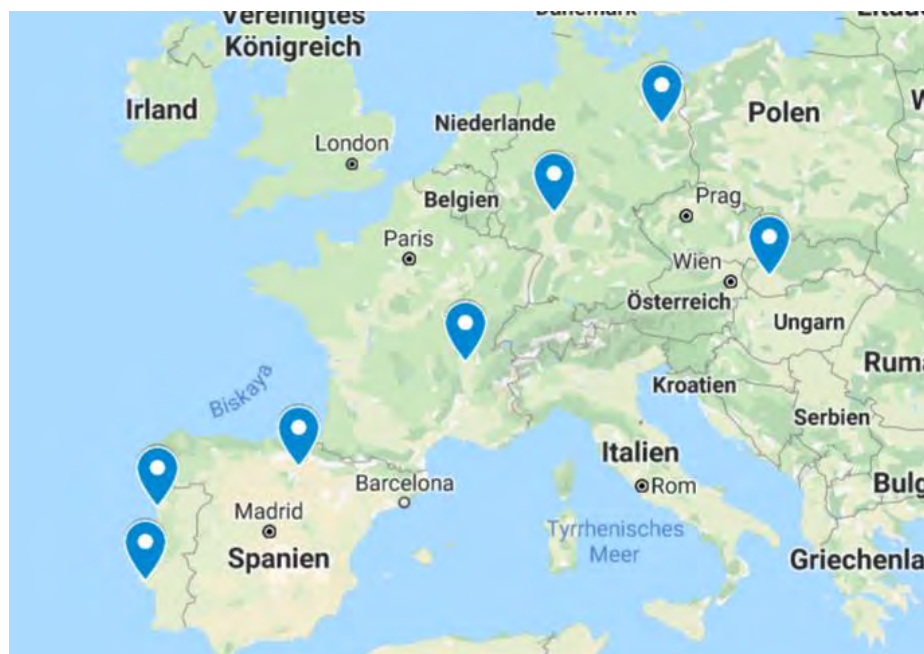 Vereinigtes
Königreich
Dänemark
Irland
London
Niederlande
Polen
Belgien
Prag
Paris
Wien
Österreich
Ungarn
Biskaya
Kroatien
Serbien
Italien
Barcelona
Rom
Madrid
Spanien
Tyrrhenisches
Meer